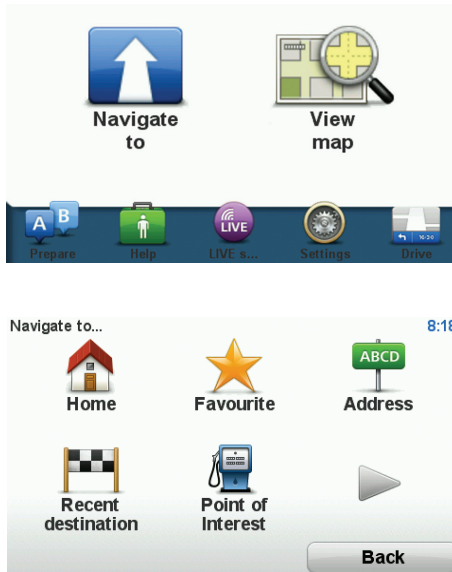 Navigate to
View map
A B
LIVE
Prepare Help LIVE s... Settings Drive
Navigate to... 8:18
ABCD
Home Favourite Address
Recent destination
Point of Interest
Back